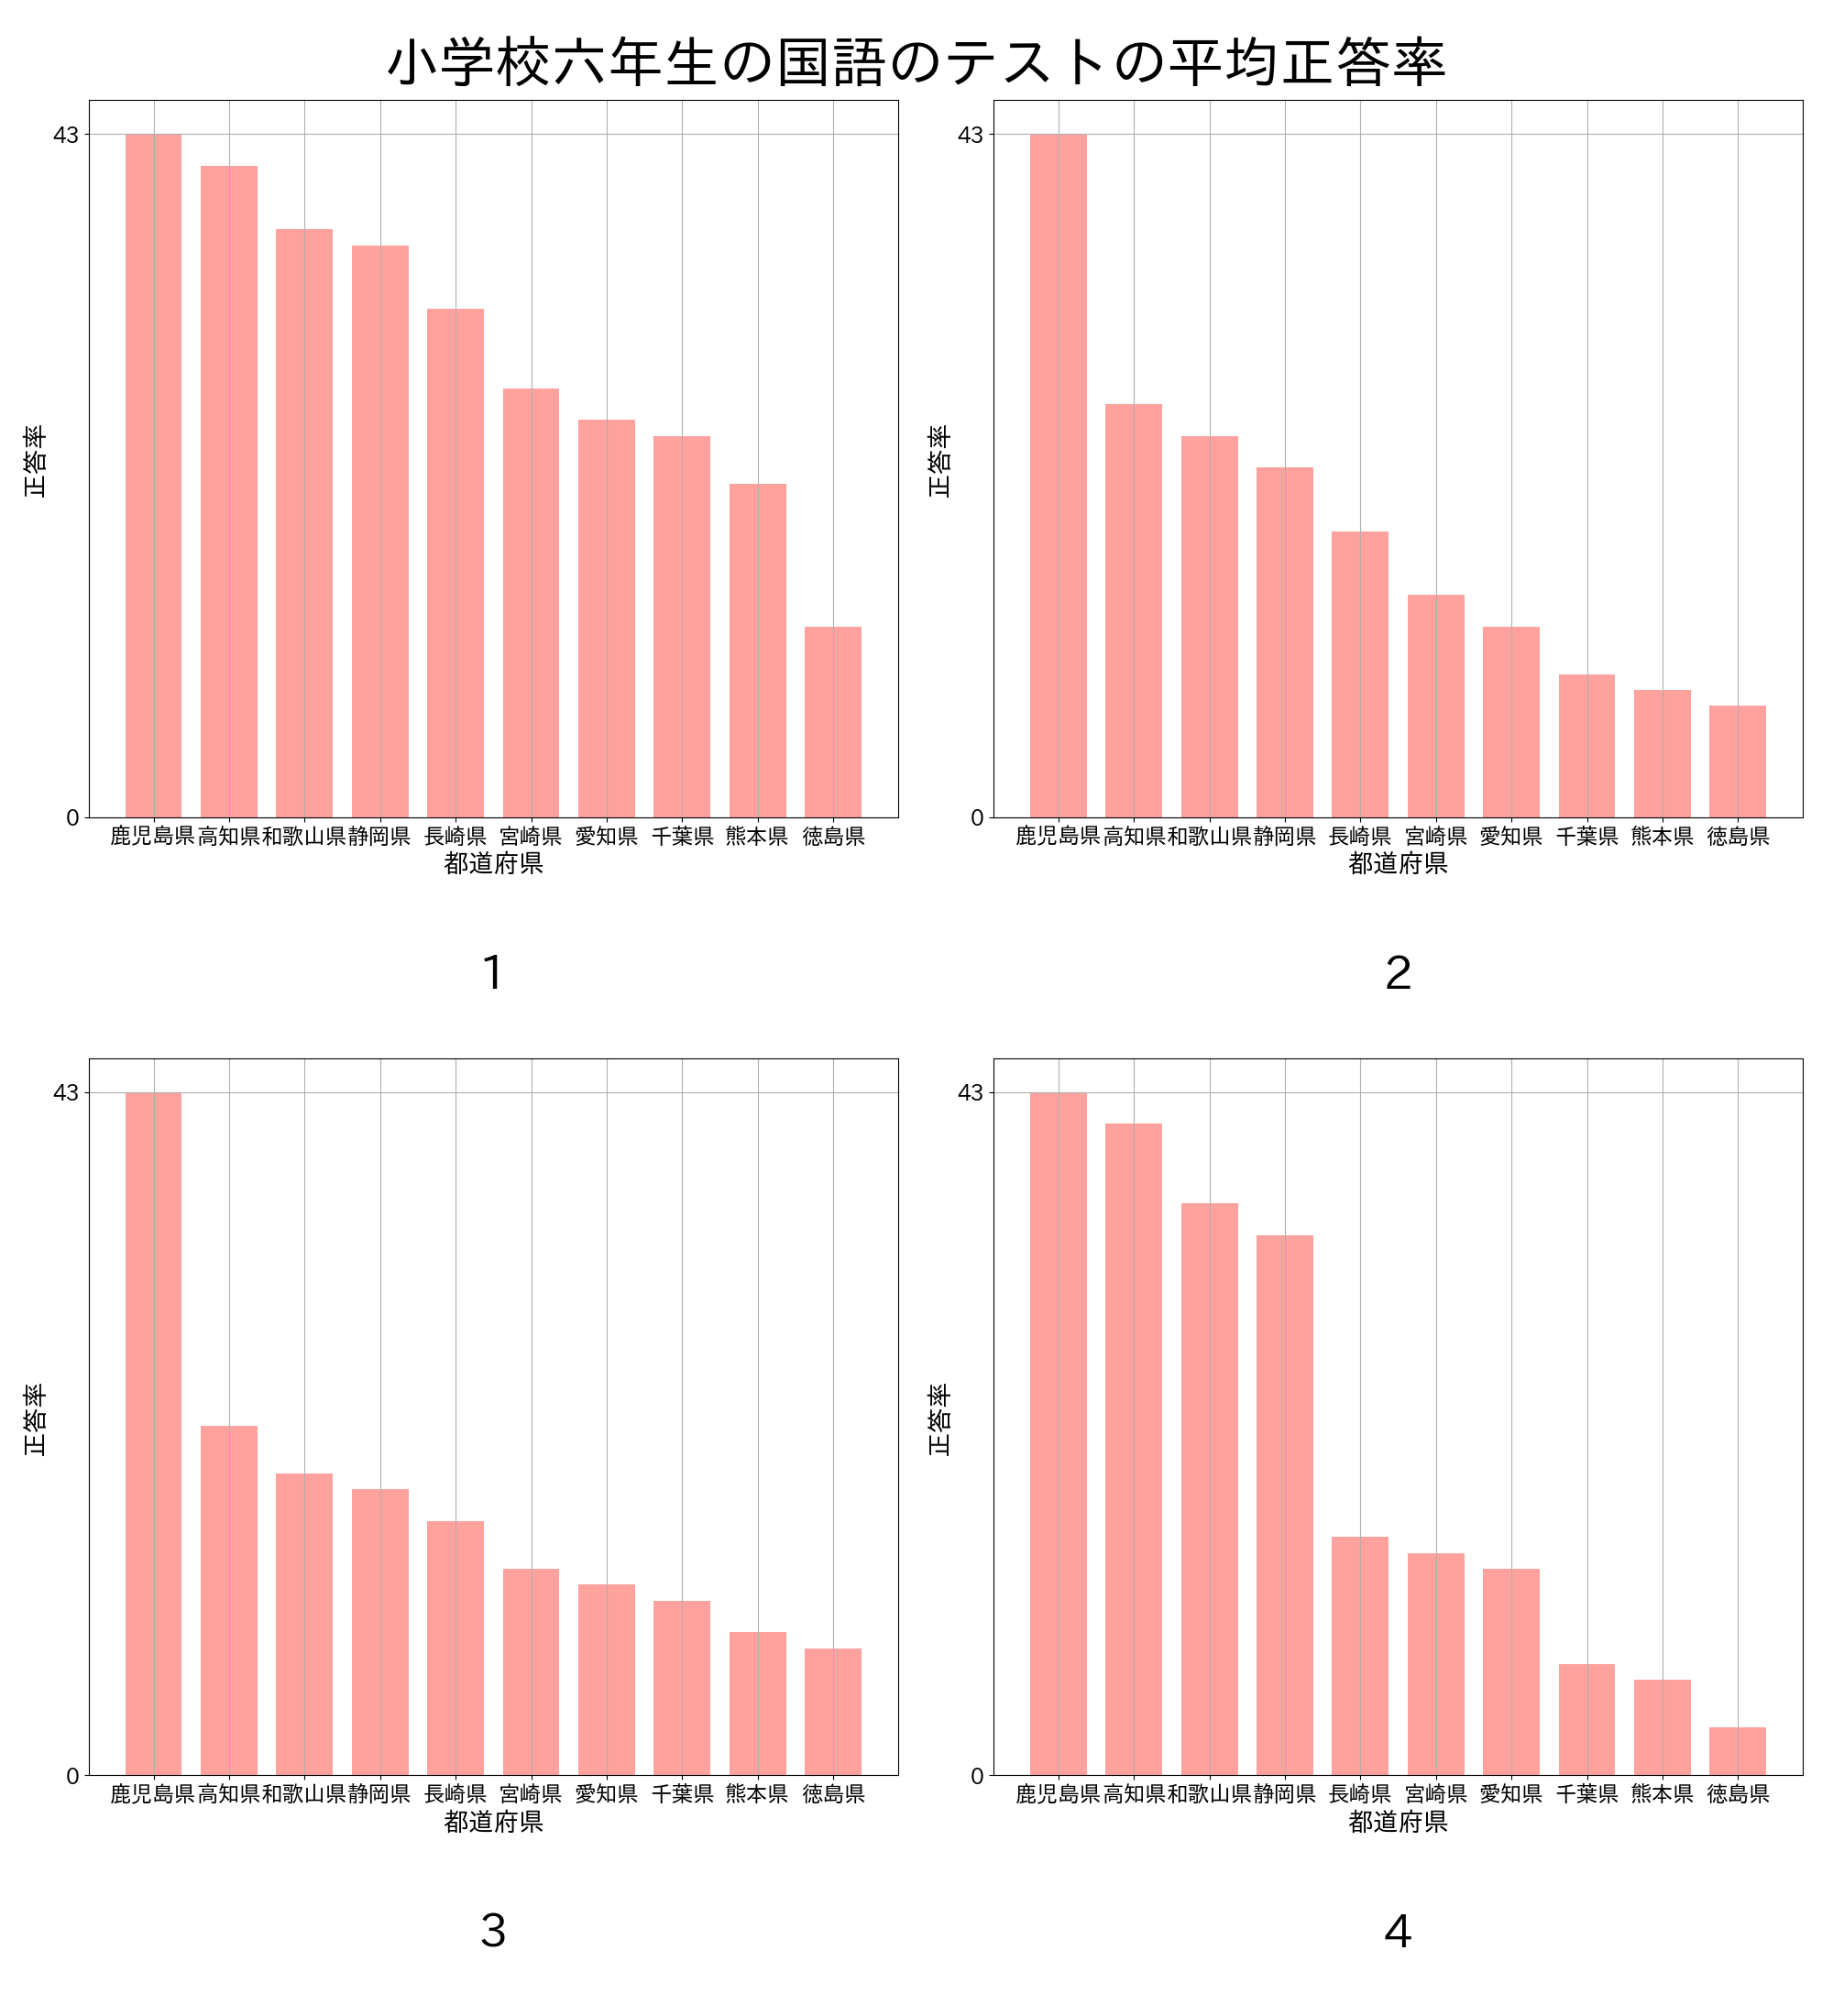 小学校六年生の国語のテストの平均正答率
43
正答率
0
鹿児島県 高知県 和歌山県 静岡県 長崎県 宮崎県 愛知県 千葉県 熊本県 徳島県
都道府県
1
43
正答率
0
鹿児島県 高知県 和歌山県 静岡県 長崎県 宮崎県 愛知県 千葉県 熊本県 徳島県
都道府県
2
43
正答率
0
鹿児島県 高知県 和歌山県 静岡県 長崎県 宮崎県 愛知県 千葉県 熊本県 徳島県
都道府県
3
43
正答率
0
鹿児島県 高知県 和歌山県 静岡県 長崎県 宮崎県 愛知県 千葉県 熊本県 徳島県
都道府県
4